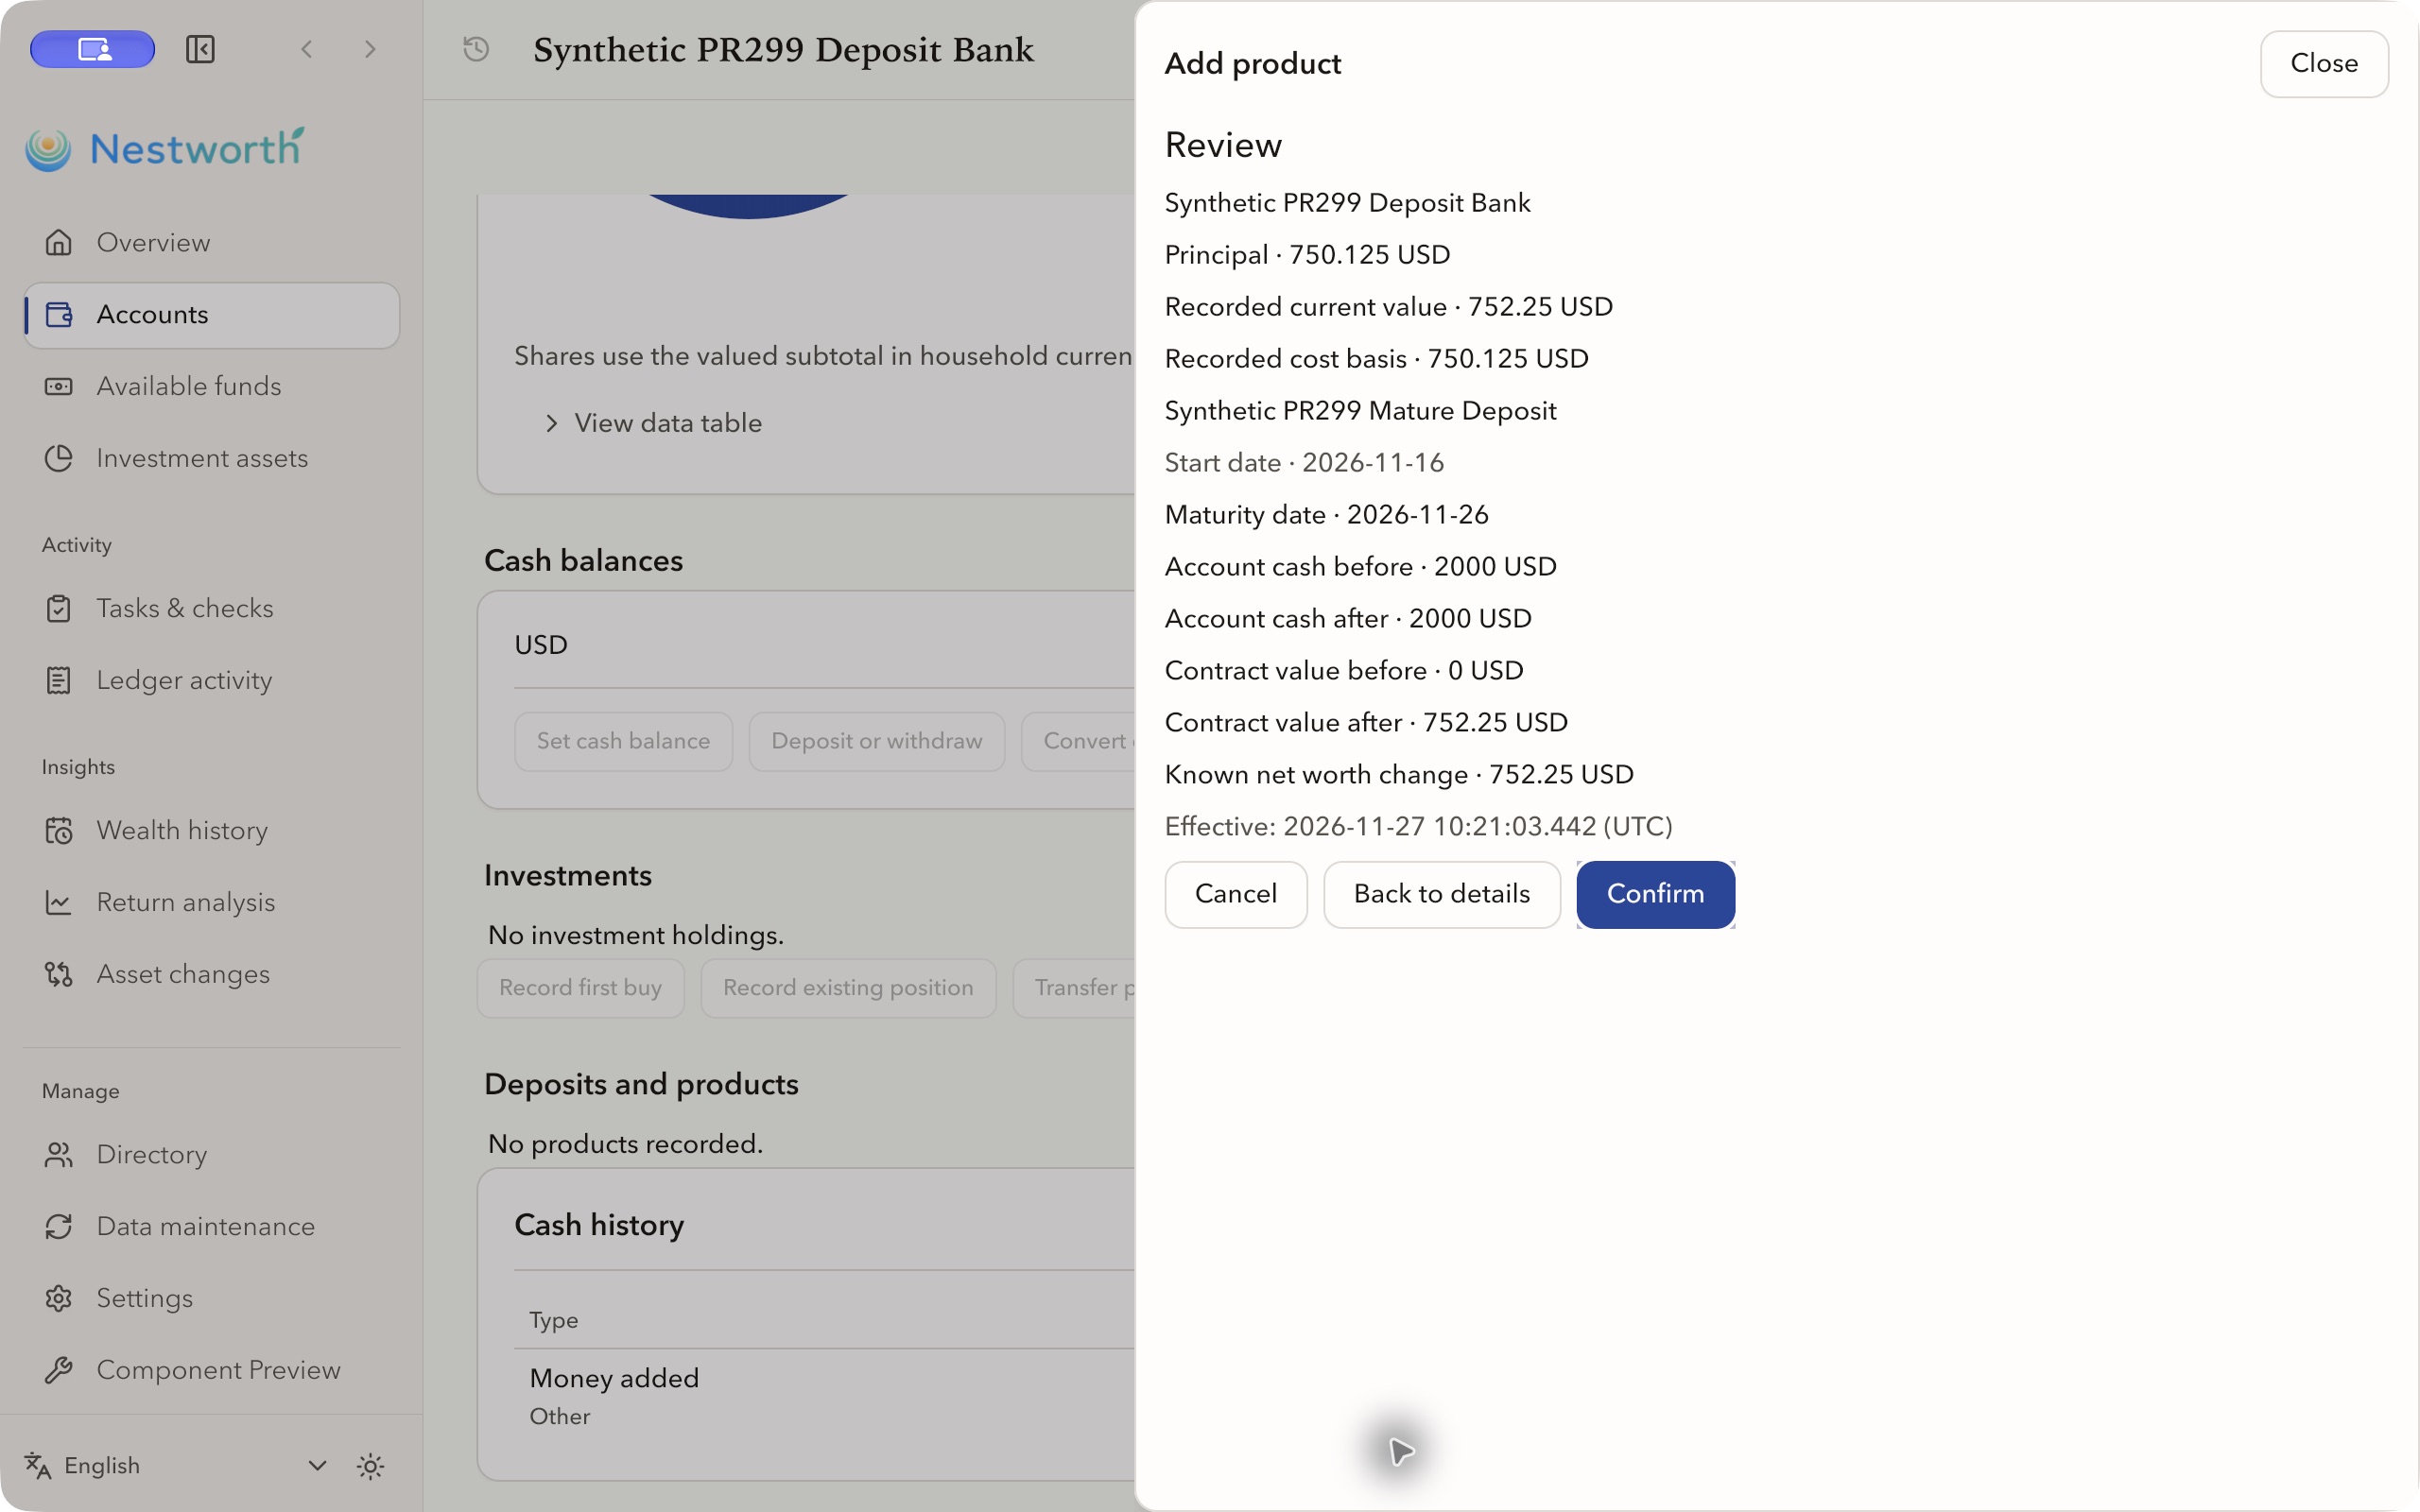 Nestworth
Overview
Accounts
Available funds
Investment assets
Activity
Tasks & checks
Ledger activity
Insights
Wealth history
Return analysis
Asset changes
Manage
Directory
Data maintenance
Settings
Component Preview
English
Synthetic PR299 Deposit Bank
Shares use the valued subtotal in household curren
View data table
Cash balances
USD
Set cash balance
Deposit or withdraw
Convert
Investments
No investment holdings.
Record first buy
Record existing position
Transfer p
Deposits and products
No products recorded.
Cash history
Type
Money added
Other
Add product
Close
Review
Synthetic PR299 Deposit Bank
Principal · 750.125 USD
Recorded current value · 752.25 USD
Recorded cost basis · 750.125 USD
Synthetic PR299 Mature Deposit
Start date · 2026-11-16
Maturity date · 2026-11-26
Account cash before · 2000 USD
Account cash after · 2000 USD
Contract value before · 0 USD
Contract value after · 752.25 USD
Known net worth change · 752.25 USD
Effective: 2026-11-27 10:21:03.442 (UTC)
Cancel
Back to details
Confirm